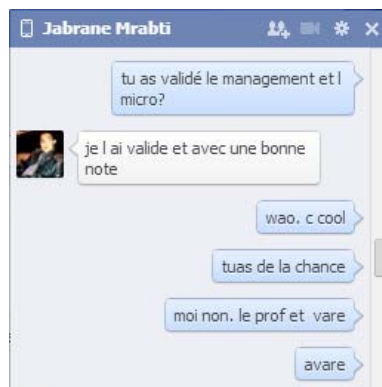 Jabrane Mrabti
tu as validé le management et l
micro?
je l ai valide et avec une bonne
note
wao. c cool
tuas de la chance
moi non. le prof et vare
avare